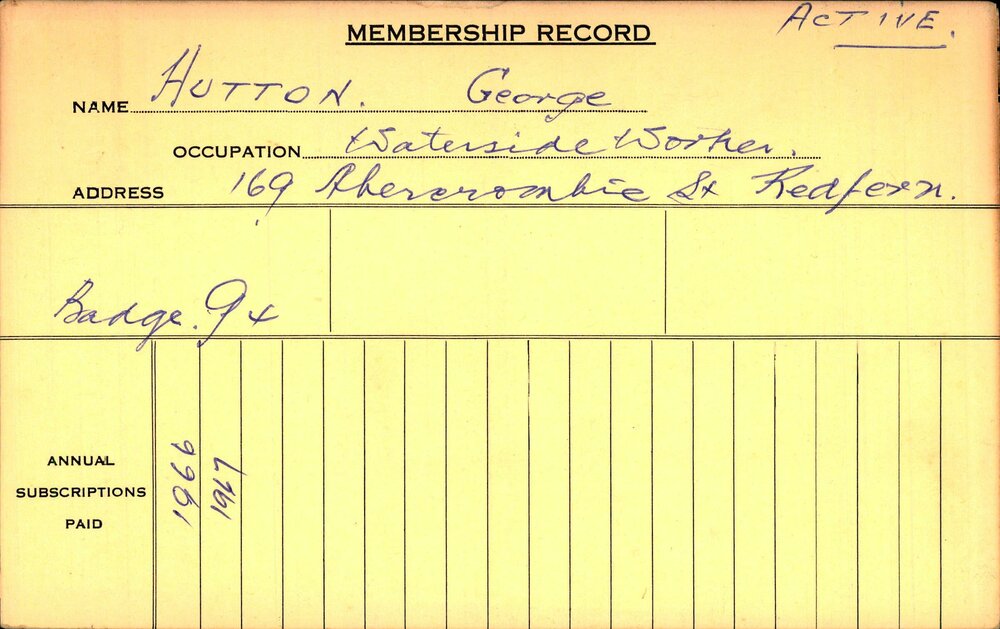 ACTIVE.
MEMBERSHIP RECORD
NAME HUTTON. George
OCCUPATION Waterside Worker.
ADDRESS 169 Abercrombie St Redfern.
Badge.
ANNUAL
SUBSCRIPTIONS
PAID
1966
1967